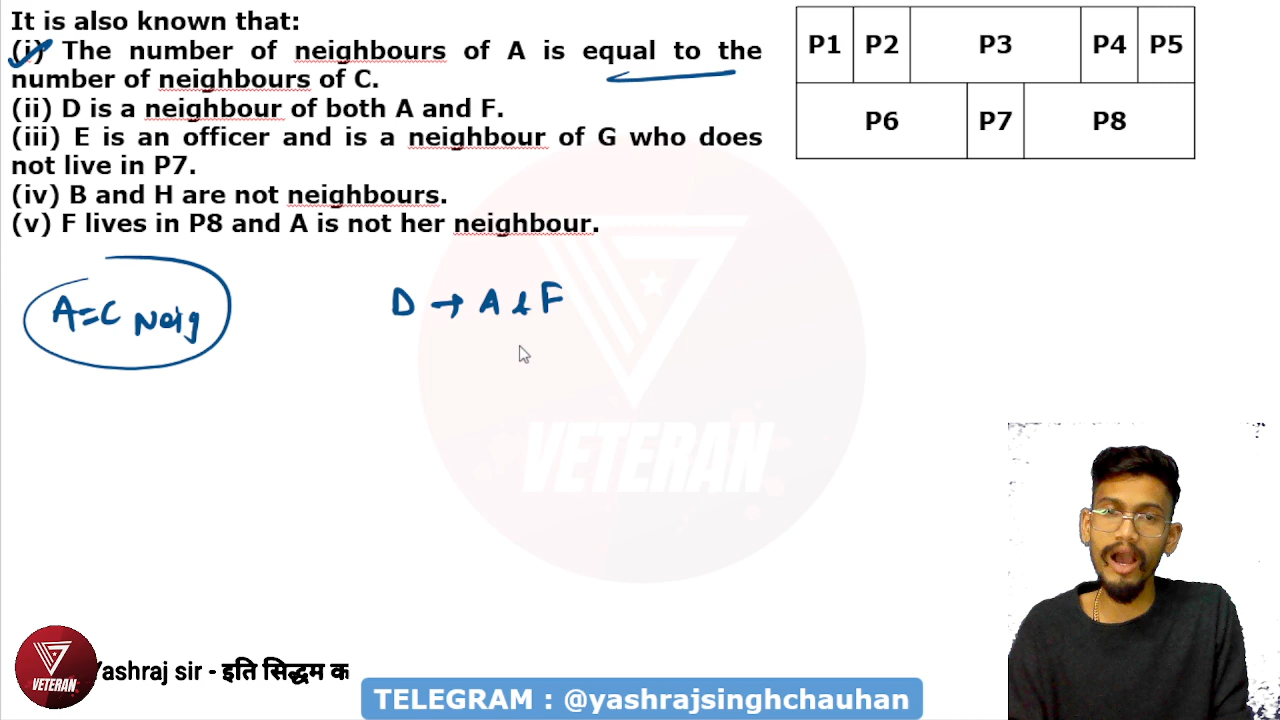 It is also known that:
(i) The number of neighbours of A is equal to the
number of neighbours of C.
(ii) D is a neighbour of both A and F.
(iii) E is an officer and is a neighbour of G who does
not live in P7.
(iv) B and H are not neighbours.
(v) F lives in P8 and A is not her neighbour.
P1 P2 P3 P4 P5
P6 P7 P8
A=C Neig
D → A & F
VETERAN
VETERAN
Yashraj sir - इति सिद्धम क
TELEGRAM : @yashrajsinghchauhan